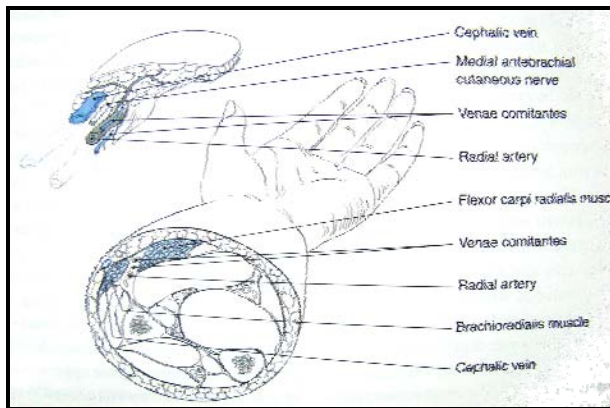 Cephalic vein
Medial antebrachial
cutaneous nerve
Venae comitantes
Radial artery
Flexor carpi radialis musc
Venae comitantes
Radial artery
Brachioradialis muscle
Cephalic vein